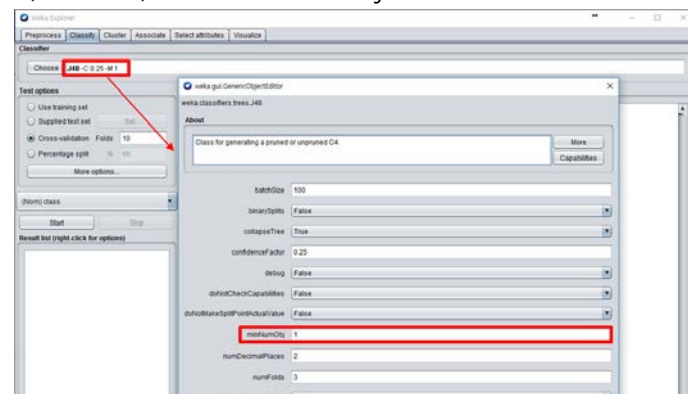 Weka Explorer
Preprocess Classify Cluster Associate Select attributes Visualize
Classifier
Choose J48 -C 0.25 -M 1
Test options
Use training set
Supplied test set Set...
Cross-validation Folds 10
Percentage split %
More options...
(Nom) class
Start Stop
Result list (right-click for options)
weka.gui.GenericObjectEditor
weka.classifiers.trees.J48
About
Class for generating a pruned or unpruned C4.
More
Capabilities
batchSize 100
binarySplits False
collapseTree True
confidenceFactor 0.25
debug False
doNotCheckCapabilities False
doNotMakeSplitPointActualValue False
minNumObj 1
numDecimalPlaces 2
numFolds 3